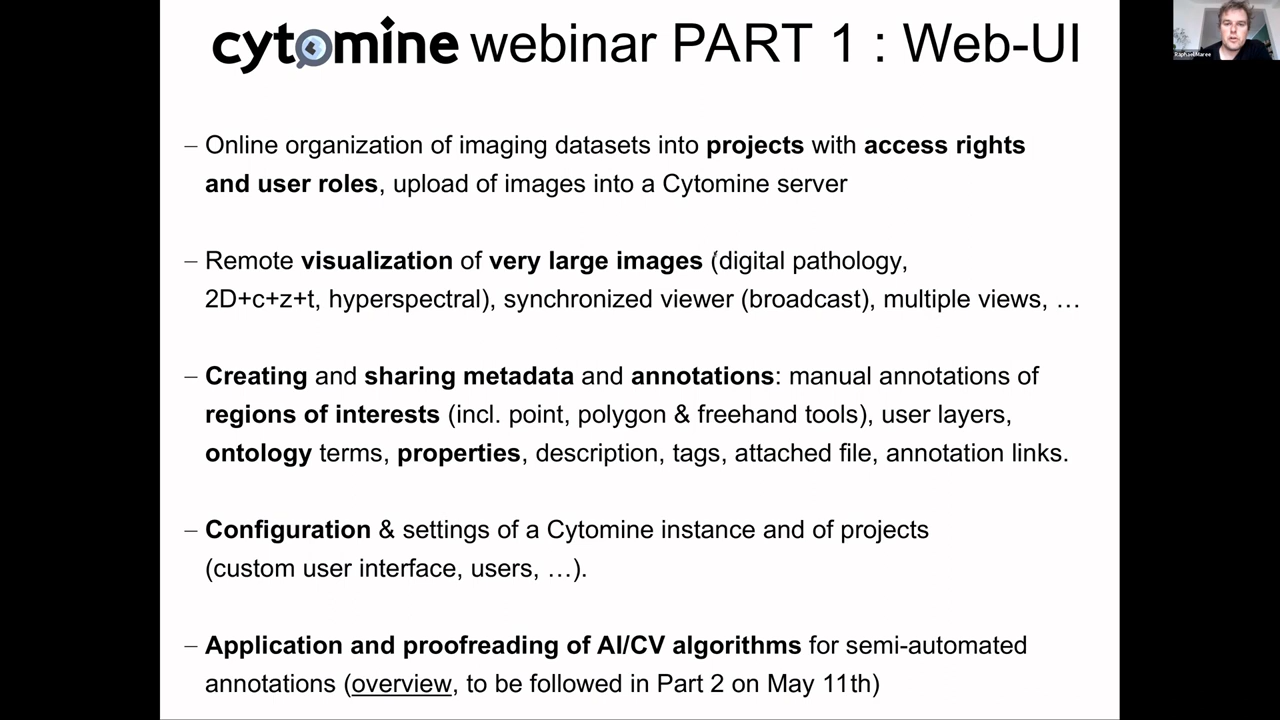 cytomine webinar PART 1 : Web-UI
Raphaël Marée
– Online organization of imaging datasets into projects with access rights
and user roles, upload of images into a Cytomine server
– Remote visualization of very large images (digital pathology,
2D+c+z+t, hyperspectral), synchronized viewer (broadcast), multiple views, …
– Creating and sharing metadata and annotations: manual annotations of
regions of interests (incl. point, polygon & freehand tools), user layers,
ontology terms, properties, description, tags, attached file, annotation links.
– Configuration & settings of a Cytomine instance and of projects
(custom user interface, users, …).
– Application and proofreading of AI/CV algorithms for semi-automated
annotations (overview, to be followed in Part 2 on May 11th)